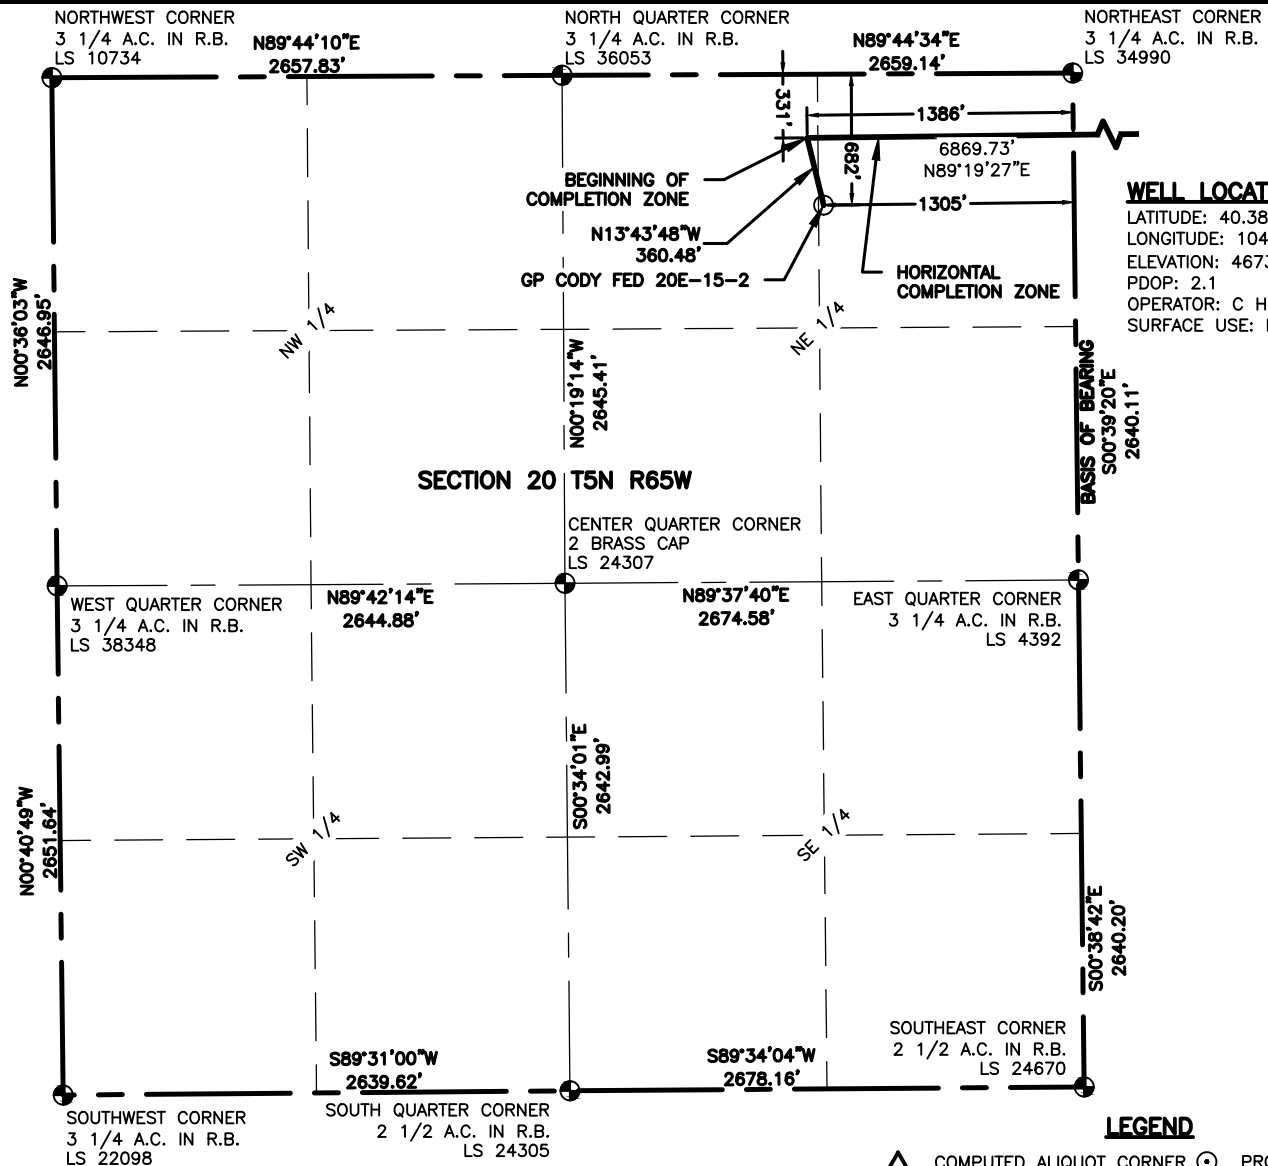 NORTHWEST CORNER
3 1/4 A.C. IN R.B.
LS 10734
N89°44'10"E
2657.83'
NORTH QUARTER CORNER
3 1/4 A.C. IN R.B.
LS 36053
N89°44'34"E
2659.14'
NORTHEAST CORNER
3 1/4 A.C. IN R.B.
LS 34990
331'
682'
1386'
6869.73'
N89°19'27"E
1305'
BEGINNING OF
COMPLETION ZONE
N13°43'48"W
360.48'
GP CODY FED 20E-15-2
HORIZONTAL
COMPLETION ZONE
WELL LOCAT
LATITUDE: 40.38
LONGITUDE: 104
ELEVATION: 4673
PDOP: 2.1
OPERATOR: C H
SURFACE USE:
N00°36'03"W
2646.95'
NW 1/4
N00°19'14"W
2645.41'
NE 1/4
BASIS OF BEARING
S00°39'20"E
2640.11'
SECTION 20 T5N R65W
CENTER QUARTER CORNER
2 BRASS CAP
LS 24307
WEST QUARTER CORNER
3 1/4 A.C. IN R.B.
LS 38348
N89°42'14"E
2644.88'
N89°37'40"E
2674.58'
EAST QUARTER CORNER
3 1/4 A.C. IN R.B.
LS 4392
N00°40'49"W
2651.64'
SW 1/4
S00°34'01"E
2642.99'
SE 1/4
S00°38'42"E
2640.20'
SOUTHWEST CORNER
3 1/4 A.C. IN R.B.
LS 22098
S89°31'00"W
2639.62'
SOUTH QUARTER CORNER
2 1/2 A.C. IN R.B.
LS 24305
S89°34'04"W
2678.16'
SOUTHEAST CORNER
2 1/2 A.C. IN R.B.
LS 24670
LEGEND
COMPUTED ALIQUOT CORNER PRO